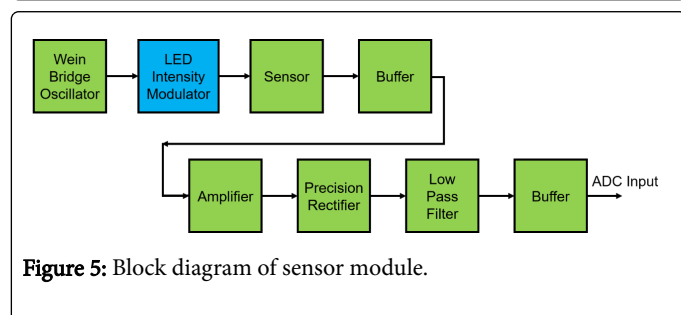 Wein
Bridge
Oscillator
LED
Intensity
Modulator
Sensor
Buffer
Amplifier
Precision
Rectifier
Low
Pass
Filter
Buffer
ADC Input
Figure 5: Block diagram of sensor module.